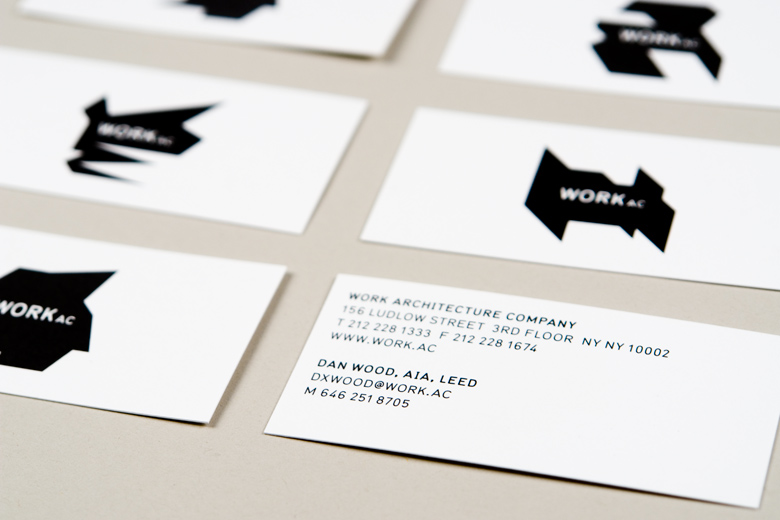 WORK AC
WORK AC
WORK AC
WORK AC
WORK ARCHITECTURE COMPANY
156 LUDLOW STREET 3RD FLOOR NY NY 10002
T 212 228 1333 F 212 228 1674
WWW.WORK.AC
DAN WOOD, AIA, LEED
DXWOOD@WORK.AC
M 646 251 8705